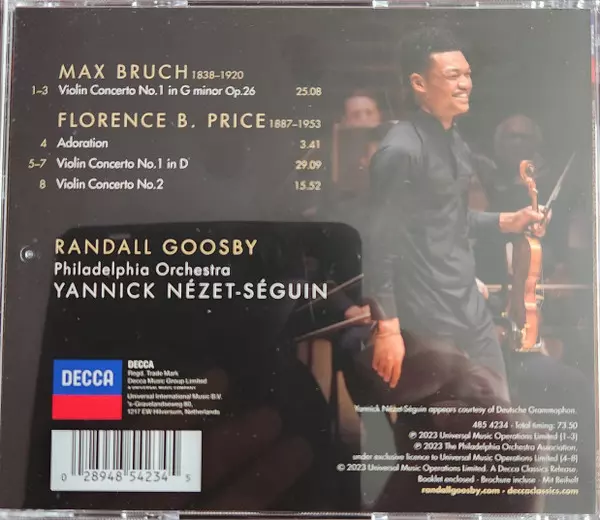 MAX BRUCH 1838–1920
1–3 Violin Concerto No.1 in G minor Op.26 25.08
FLORENCE B. PRICE 1887–1953
4 Adoration 3.41
5–7 Violin Concerto No.1 in D 29.09
8 Violin Concerto No.2 15.52
RANDALL GOOSBY
Philadelphia Orchestra
YANNICK NÉZET-SÉGUIN
DECCA
DECCA
Regd. Trade Mark
Decca Music Group Limited
A UNIVERSAL MUSIC COMPANY
Universal International Music B.V.
's-Gravelandseweg 80,
1217 EW Hilversum, Netherlands
0 28948 54234 5
Yannick Nézet-Séguin appears courtesy of Deutsche Grammophon.
485 4234 • Total timing: 73.50
℗ 2023 Universal Music Operations Limited [1–3]
℗ 2023 The Philadelphia Orchestra Association,
under exclusive licence to Universal Music Operations Limited [4–8]
© 2023 Universal Music Operations Limited. A Decca Classics Release.
Booklet enclosed • Brochure incluse • Mit Beiheft
randallgoosby.com • deccaclassics.com